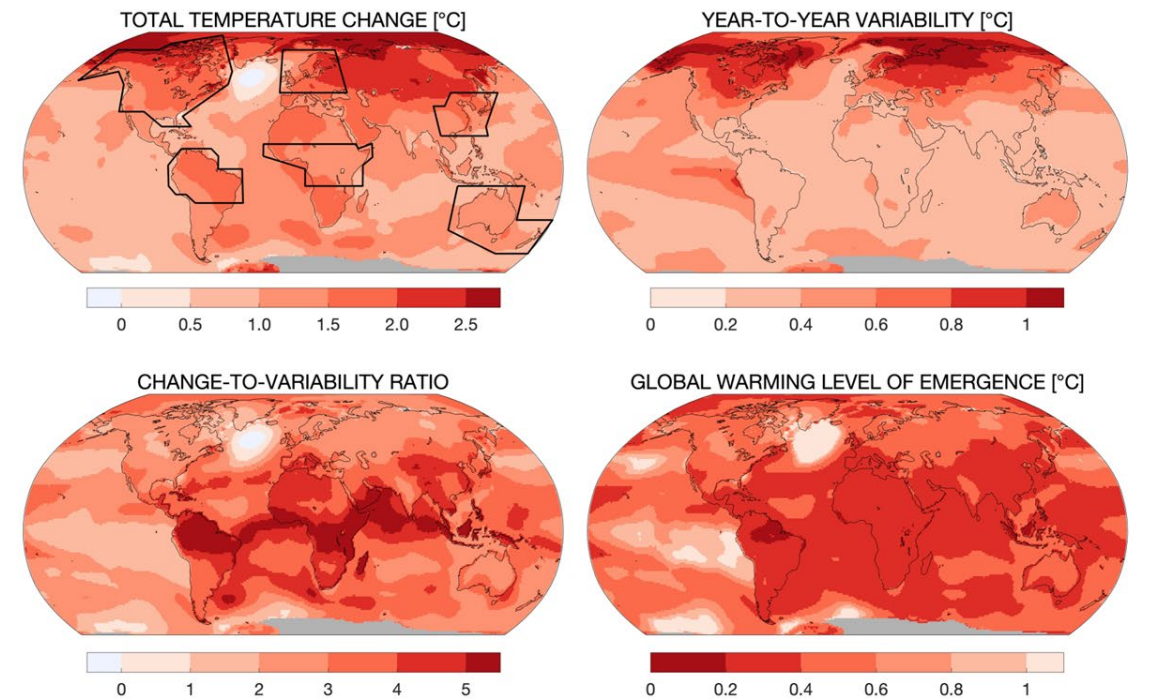 TOTAL TEMPERATURE CHANGE [°C]
YEAR-TO-YEAR VARIABILITY [°C]
0 0.5 1.0 1.5 2.0 2.5
0 0.2 0.4 0.6 0.8 1
CHANGE-TO-VARIABILITY RATIO
GLOBAL WARMING LEVEL OF EMERGENCE [°C]
0 1 2 3 4 5
0 0.2 0.4 0.6 0.8 1